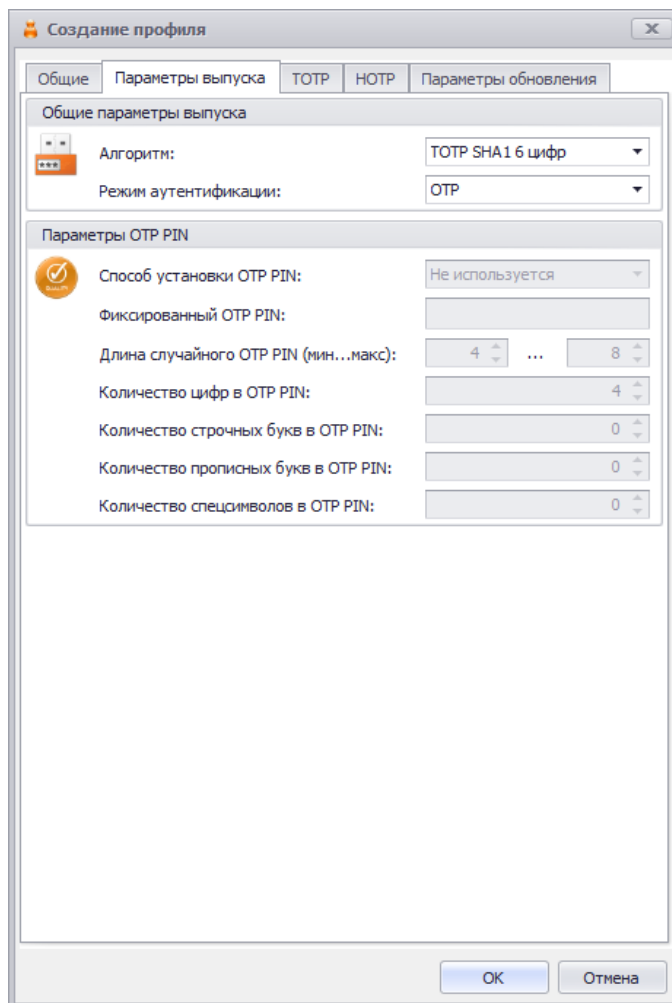 Создание профиля
Общие Параметры выпуска TOTP HOTP Параметры обновления
Общие параметры выпуска
***
Алгоритм: TOTP SHA1 6 цифр
Режим аутентификации: OTP
Параметры OTP PIN
Способ установки OTP PIN: Не используется
Фиксированный OTP PIN:
Длина случайного OTP PIN (мин...макс): 4 ... 8
Количество цифр в OTP PIN: 4
Количество строчных букв в OTP PIN: 0
Количество прописных букв в OTP PIN: 0
Количество спецсимволов в OTP PIN: 0
OK Отмена